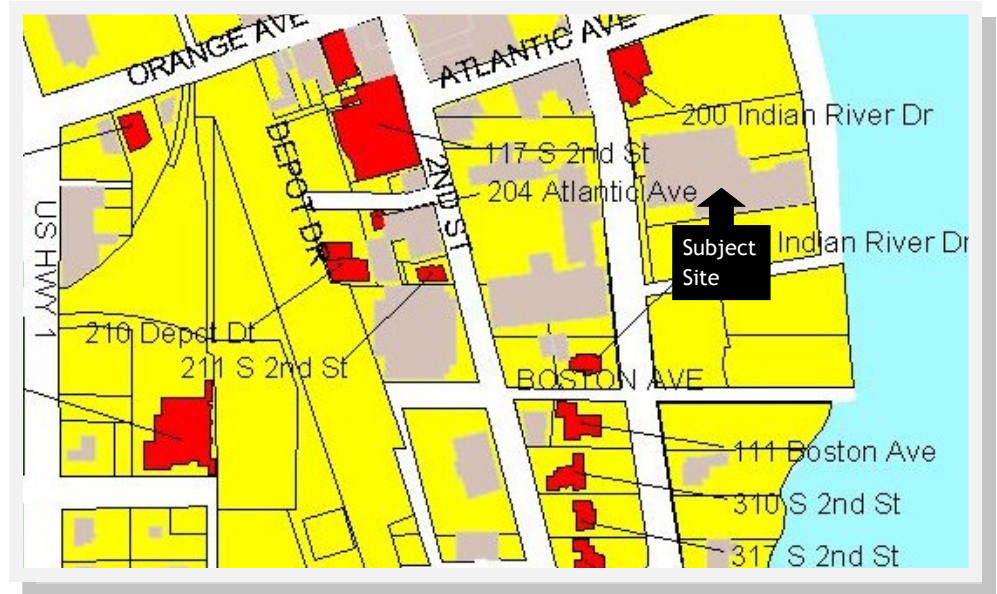 ORANGE AVE
ATLANTIC AVE
200 Indian River Dr
DEPOT DR
117 S 2nd St
2ND ST
204 Atlantic Ave
US HWY 1
Subject
Site
Indian River Dr
210 Depot Dt
211 S 2nd St
BOSTON AVE
111 Boston Ave
310 S 2nd St
317 S 2nd St